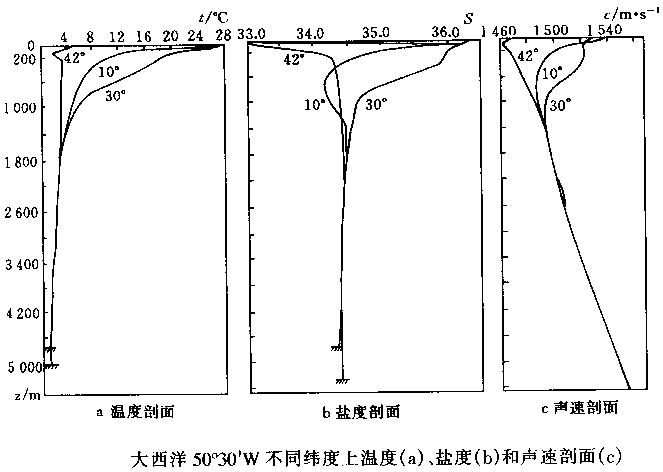 t/℃
4 8 12 16 20 24 28
0
200
1 000
1 800
2 600
3 400
4 200
5 000
z/m
42°
10°
30°
a 温度剖面
S
33.0 34.0 35.0 36.0
42°
10°
30°
b 盐度剖面
c/m·s⁻¹
1 460 1 500 1 540
42°
10°
30°
c 声速剖面
大西洋 50°30′W 不同纬度上温度(a)、盐度(b)和声速剖面(c)